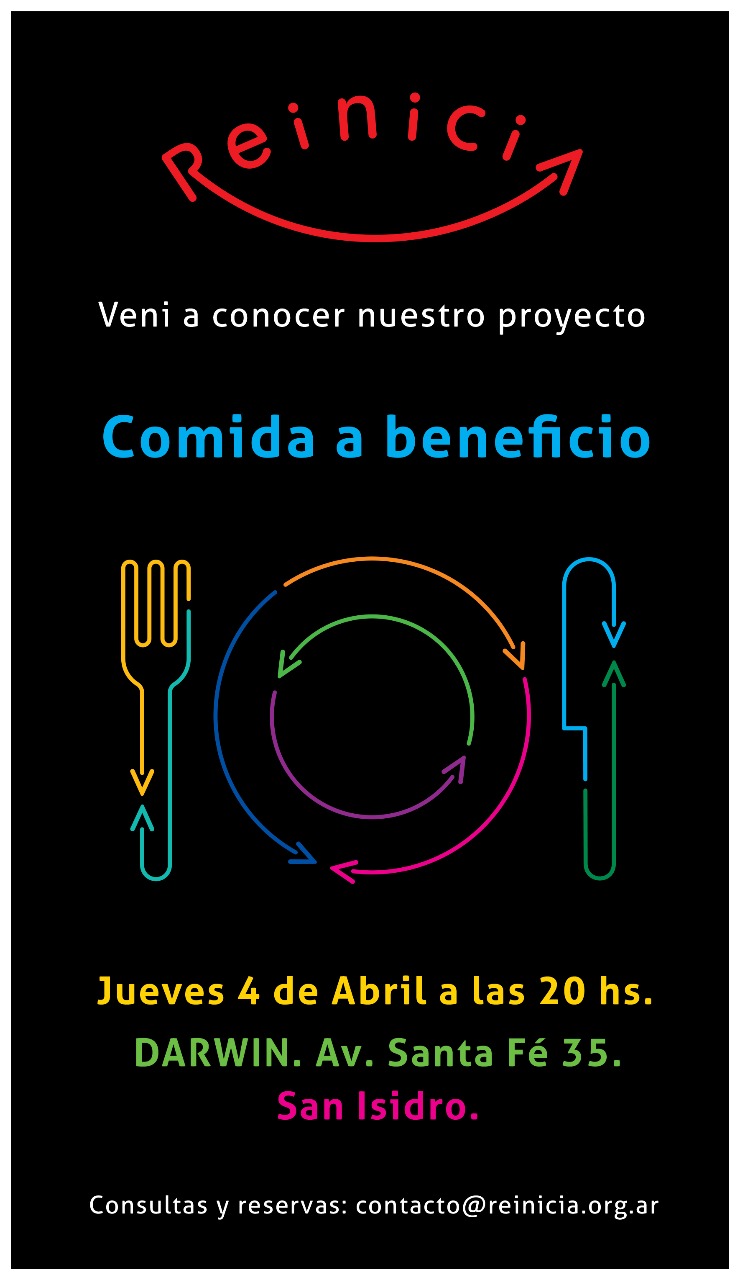 Reinicia
Veni a conocer nuestro proyecto
Comida a beneficio
Jueves 4 de Abril a las 20 hs.
DARWIN. Av. Santa Fé 35.
San Isidro.
Consultas y reservas: contacto@reinicia.org.ar